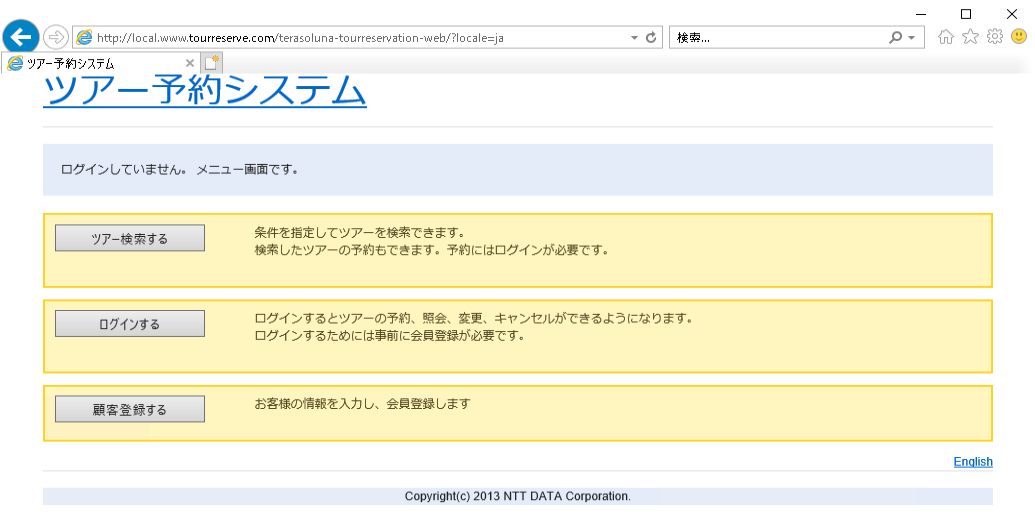 http://local.www.tourreserve.com/terasoluna-tourreservation-web/?locale=ja
検索...
ツアー予約システム
ツアー予約システム
ログインしていません。 メニュー画面です。
ツアー検索する
条件を指定してツアーを検索できます。
検索したツアーの予約もできます。予約にはログインが必要です。
ログインする
ログインするとツアーの予約、照会、変更、キャンセルができるようになります。
ログインするためには事前に会員登録が必要です。
顧客登録する
お客様の情報を入力し、会員登録します
English
Copyright(c) 2013 NTT DATA Corporation.